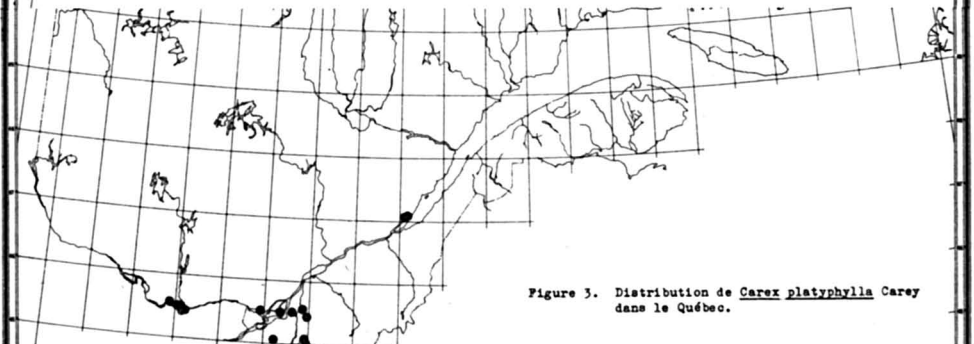 Figure 3. Distribution de Carex platyphylla Carey
dans le Québec.